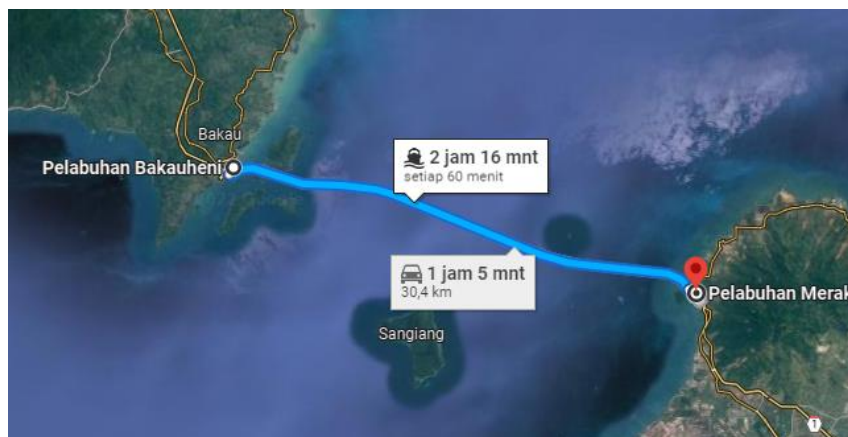 Bakau
Pelabuhan Bakauheni
2 jam 16 mnt
setiap 60 menit
1 jam 5 mnt
30,4 km
Pelabuhan Merak
Sangiang
1